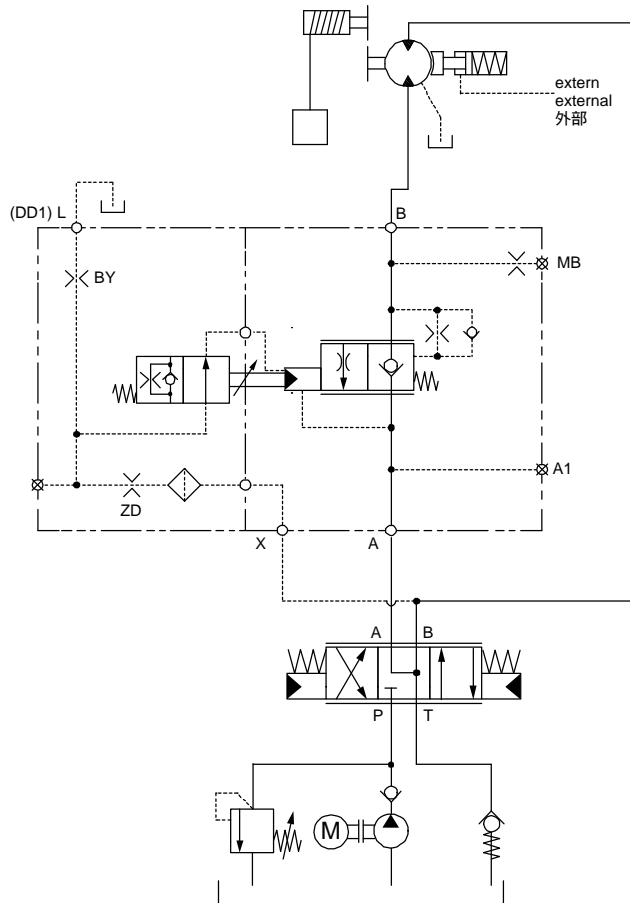 extern
external
外部
(DD1) L
B
BY
MB
A1
ZD
X
A
A B
P T
M